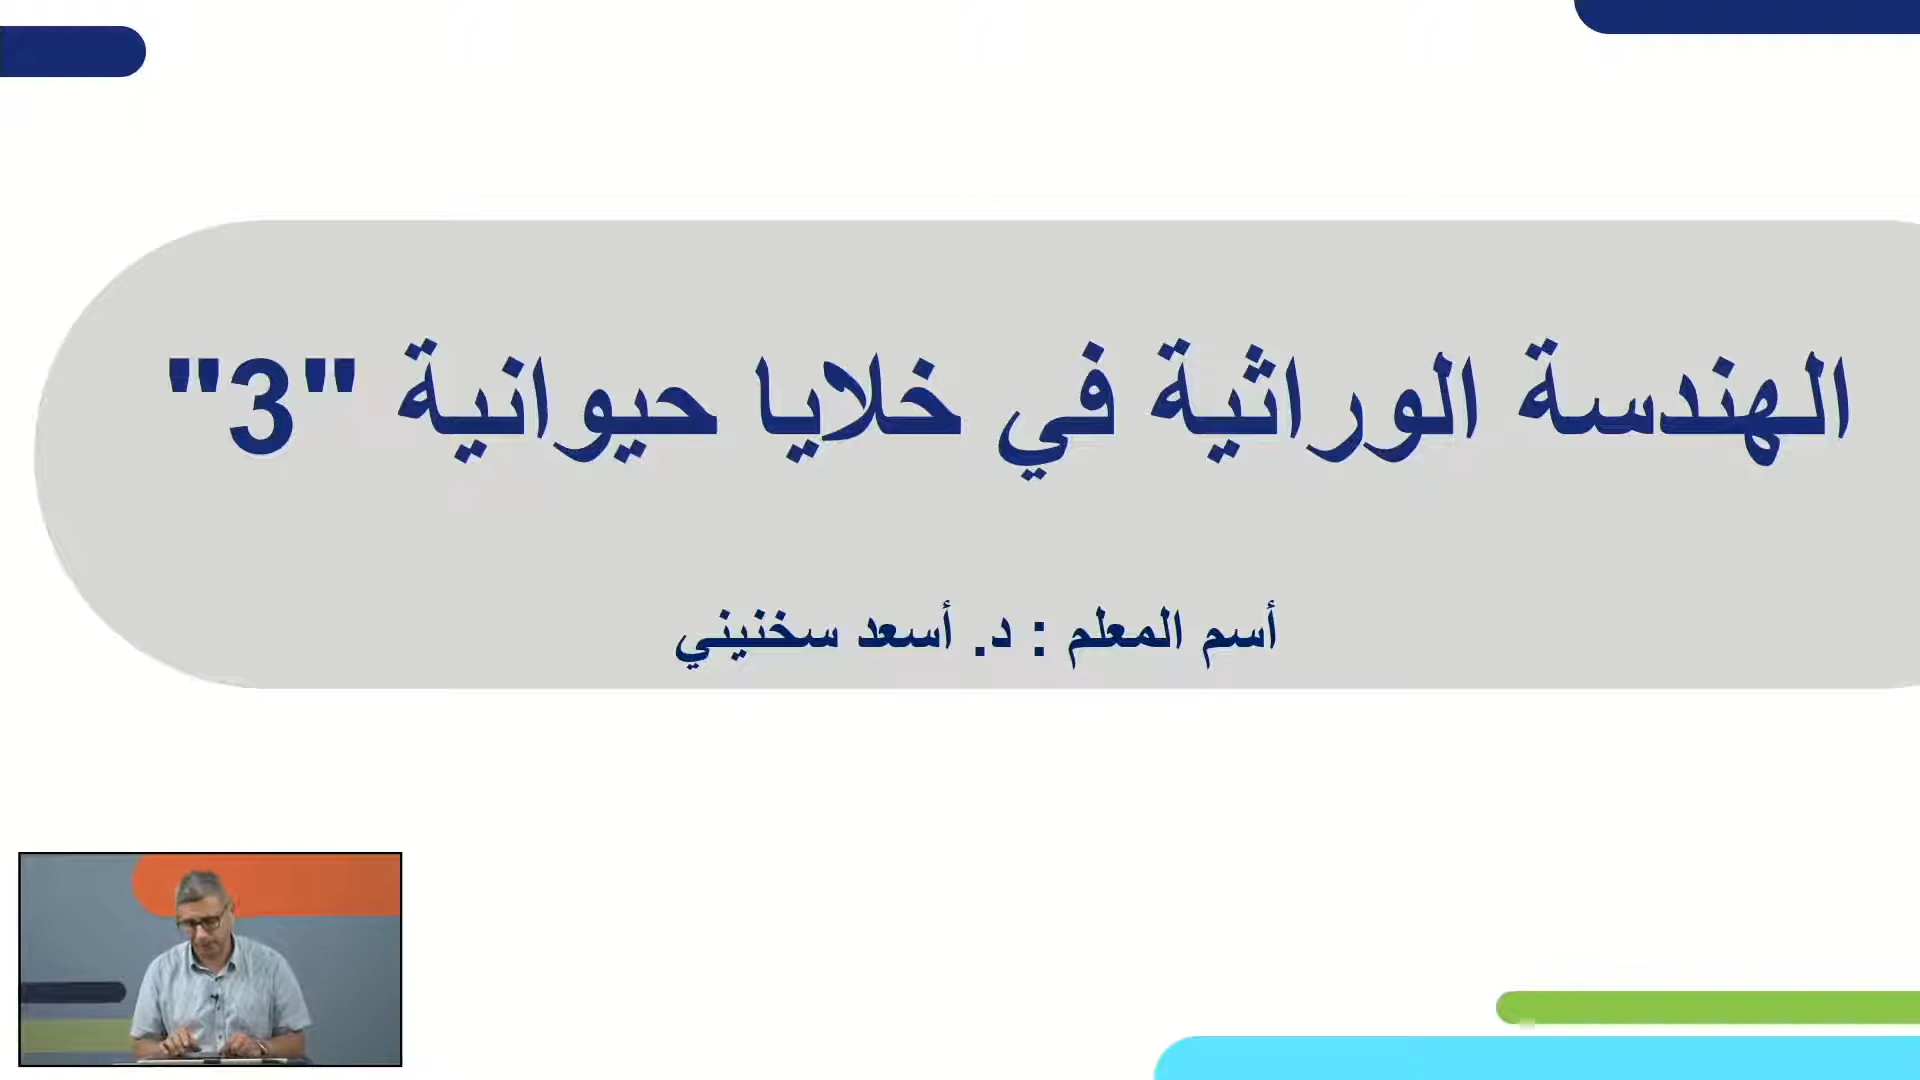 الهندسة الوراثية في خلايا حيوانية "3"
أسم المعلم : د. أسعد سخنيني